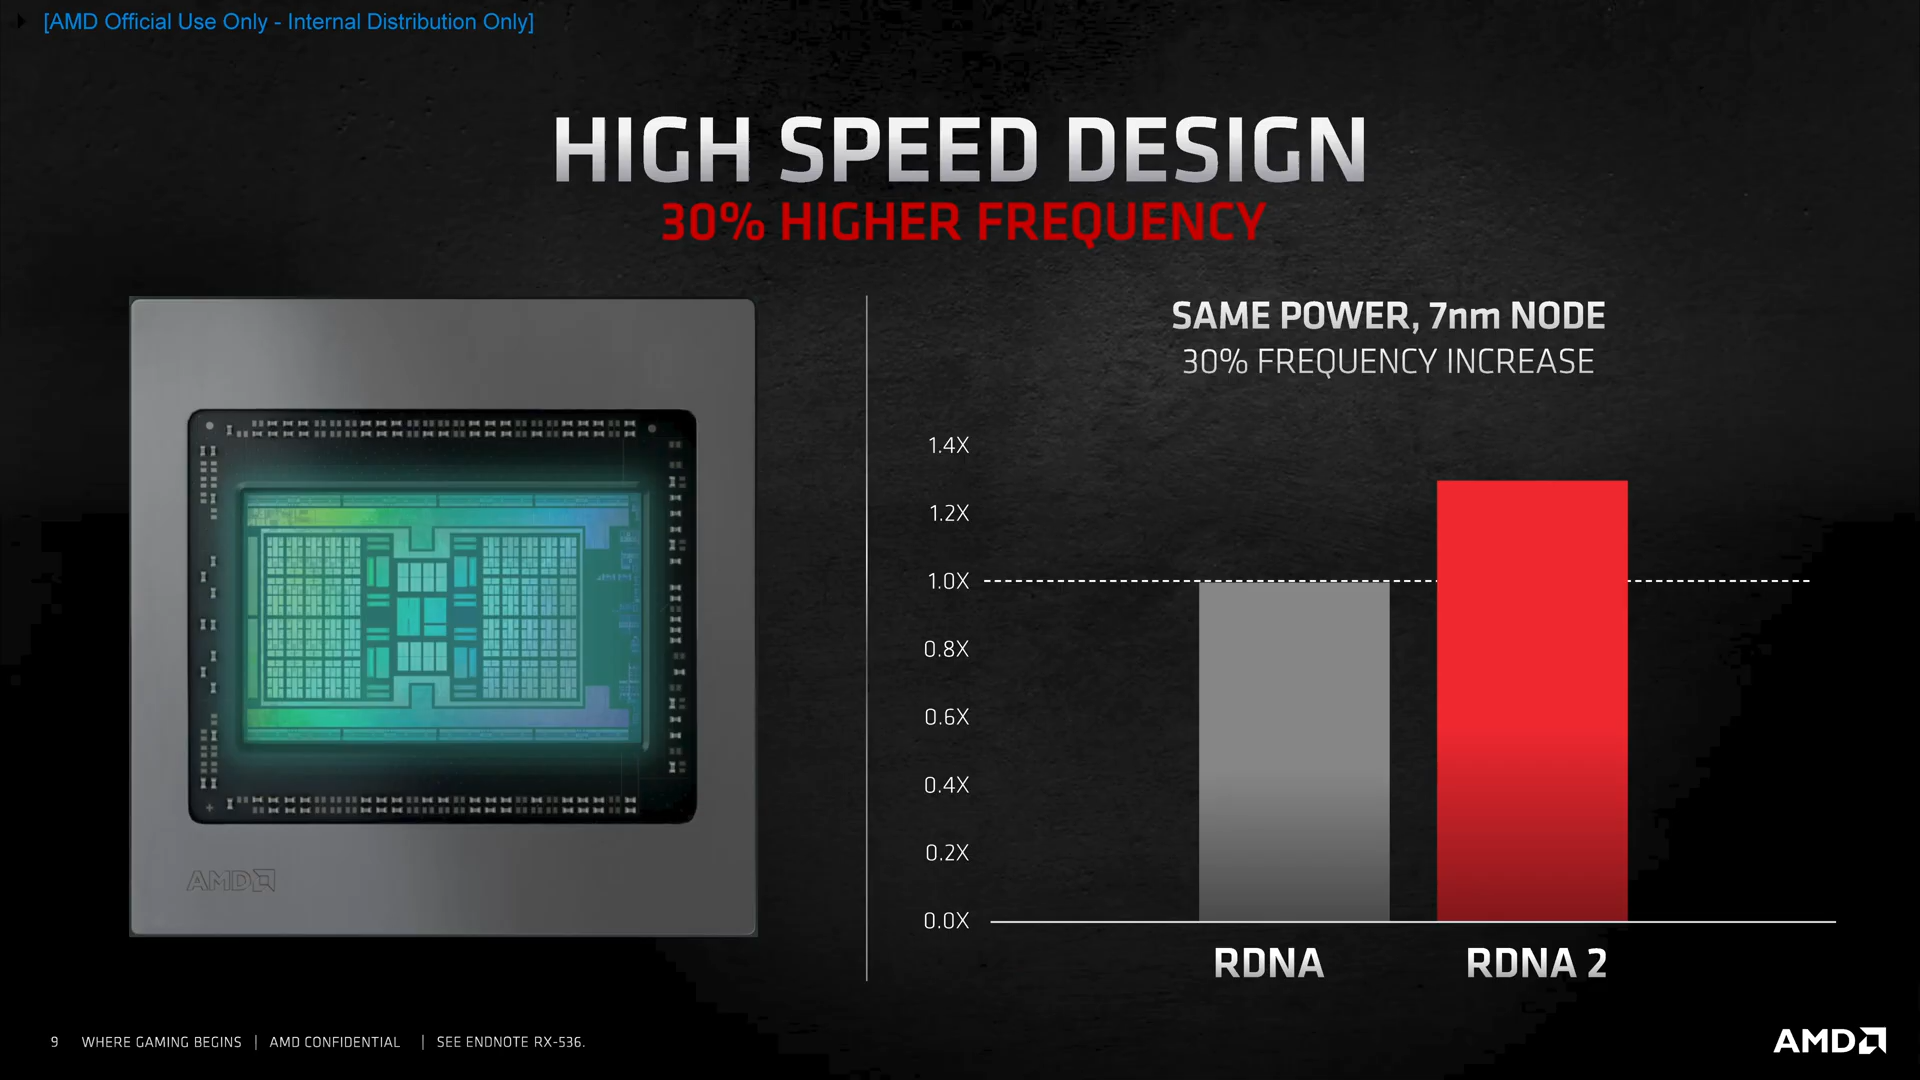 [AMD Official Use Only - Internal Distribution Only]
HIGH SPEED DESIGN
30% HIGHER FREQUENCY
AMD
SAME POWER, 7nm NODE
30% FREQUENCY INCREASE
1.4X
1.2X
1.0X
0.8X
0.6X
0.4X
0.2X
0.0X
RDNA
RDNA 2
9 WHERE GAMING BEGINS | AMD CONFIDENTIAL | SEE ENDNOTE RX-536.
AMD